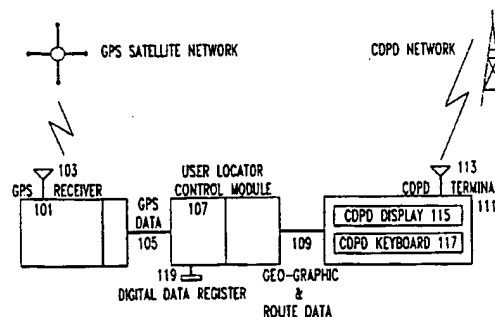 GPS SATELLITE NETWORK
CDPD NETWORK
103
GPS RECEIVER
101
GPS
DATA
105
USER LOCATOR
CONTROL MODULE
107
119
DIGITAL DATA REGISTER
109
GEO-GRAPHIC
&
ROUTE DATA
113
CDPD TERMINA
111
CDPD DISPLAY 115
CDPD KEYBOARD 117